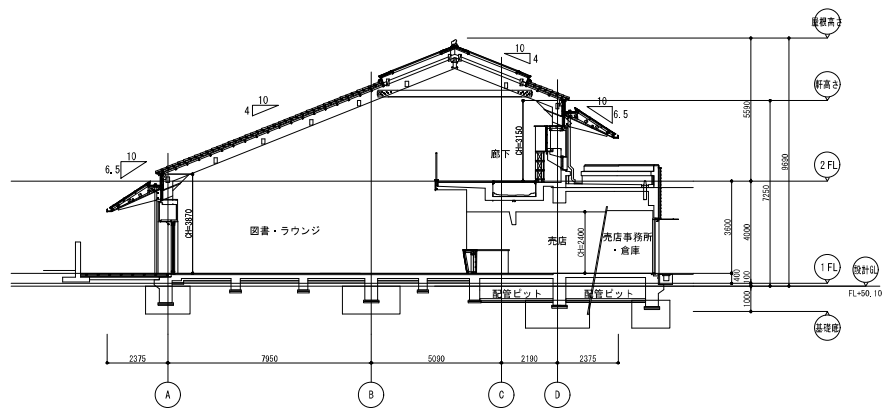 屋根高さ
10
4
10
4
軒高さ
10
6.5
5590
CH=3150
廊下
9690
7250
10
6.5
2FL
CH=3870
図書・ラウンジ
3600
4000
売店
CH=2400
売店事務所
・倉庫
1FL
設計GL
400
100
FL+50.10
配管ピット
配管ピット
1000
基礎底
2375
7950
5090
2190
2375
A
B
C
D